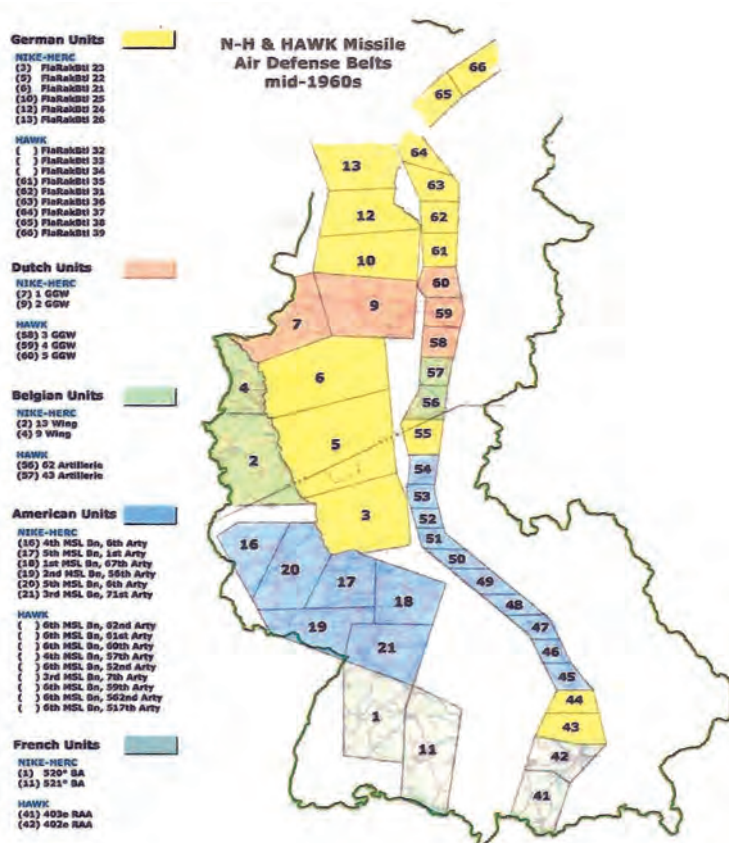 N-H & HAWK Missile
Air Defense Belts
mid-1960s
German Units
NIKE-HERC
(3) FlaRakBtl 23
(5) FlaRakBtl 22
(6) FlaRakBtl 21
(10) FlaRakBtl 25
(12) FlaRakBtl 24
(13) FlaRakBtl 26
HAWK
( ) FlaRakBtl 32
( ) FlaRakBtl 33
( ) FlaRakBtl 34
(61) FlaRakBtl 35
(62) FlaRakBtl 31
(63) FlaRakBtl 36
(64) FlaRakBtl 37
(65) FlaRakBtl 38
(66) FlaRakBtl 39
Dutch Units
NIKE-HERC
(7) 1 GGW
(9) 2 GGW
HAWK
(58) 3 GGW
(59) 4 GGW
(60) 5 GGW
Belgian Units
NIKE-HERC
(2) 13 Wing
(4) 9 Wing
HAWK
(56) 62 Artillerie
(57) 43 Artillerie
American Units
NIKE-HERC
(16) 4th MSL Bn, 6th Arty
(17) 5th MSL Bn, 1st Arty
(18) 1st MSL Bn, 67th Arty
(19) 2nd MSL Bn, 56th Arty
(20) 5th MSL Bn, 6th Arty
(21) 3rd MSL Bn, 71st Arty
HAWK
( ) 6th MSL Bn, 62nd Arty
( ) 6th MSL Bn, 61st Arty
( ) 6th MSL Bn, 60th Arty
( ) 4th MSL Bn, 57th Arty
( ) 6th MSL Bn, 52nd Arty
( ) 3rd MSL Bn, 7th Arty
( ) 6th MSL Bn, 59th Arty
( ) 6th MSL Bn, 562nd Arty
( ) 6th MSL Bn, 517th Arty
French Units
NIKE-HERC
(1) 520° BA
(11) 521° BA
HAWK
(41) 403e RAA
(42) 402e RAA
66
65
64
13
63
12
62
61
10
60
9
59
7
58
57
6
4
56
55
5
2
54
53
3
52
51
16
50
20
17
49
18
48
19
47
21
46
45
44
1
43
11
42
41